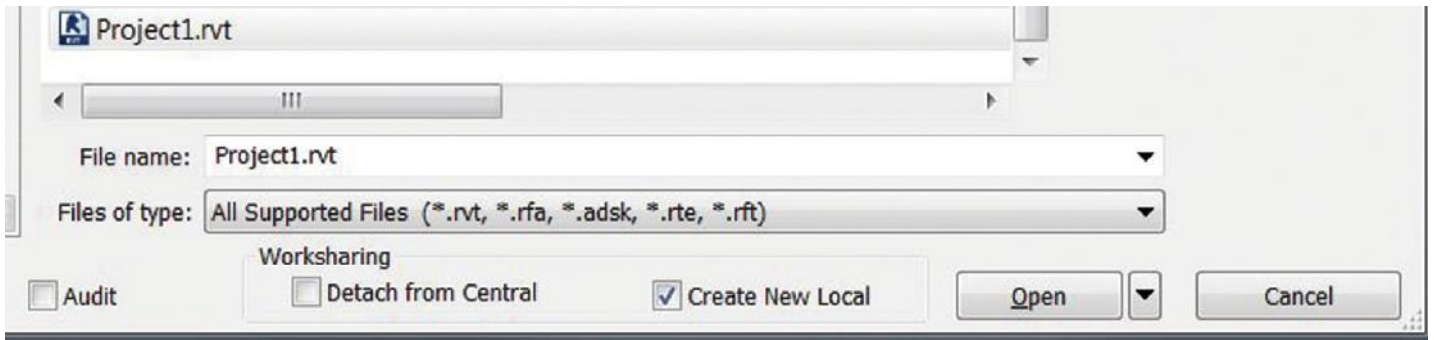 Project1.rvt
File name: Project1.rvt
Files of type: All Supported Files (*.rvt, *.rfa, *.adsk, *.rte, *.rft)
Worksharing
Audit Detach from Central Create New Local Open Cancel